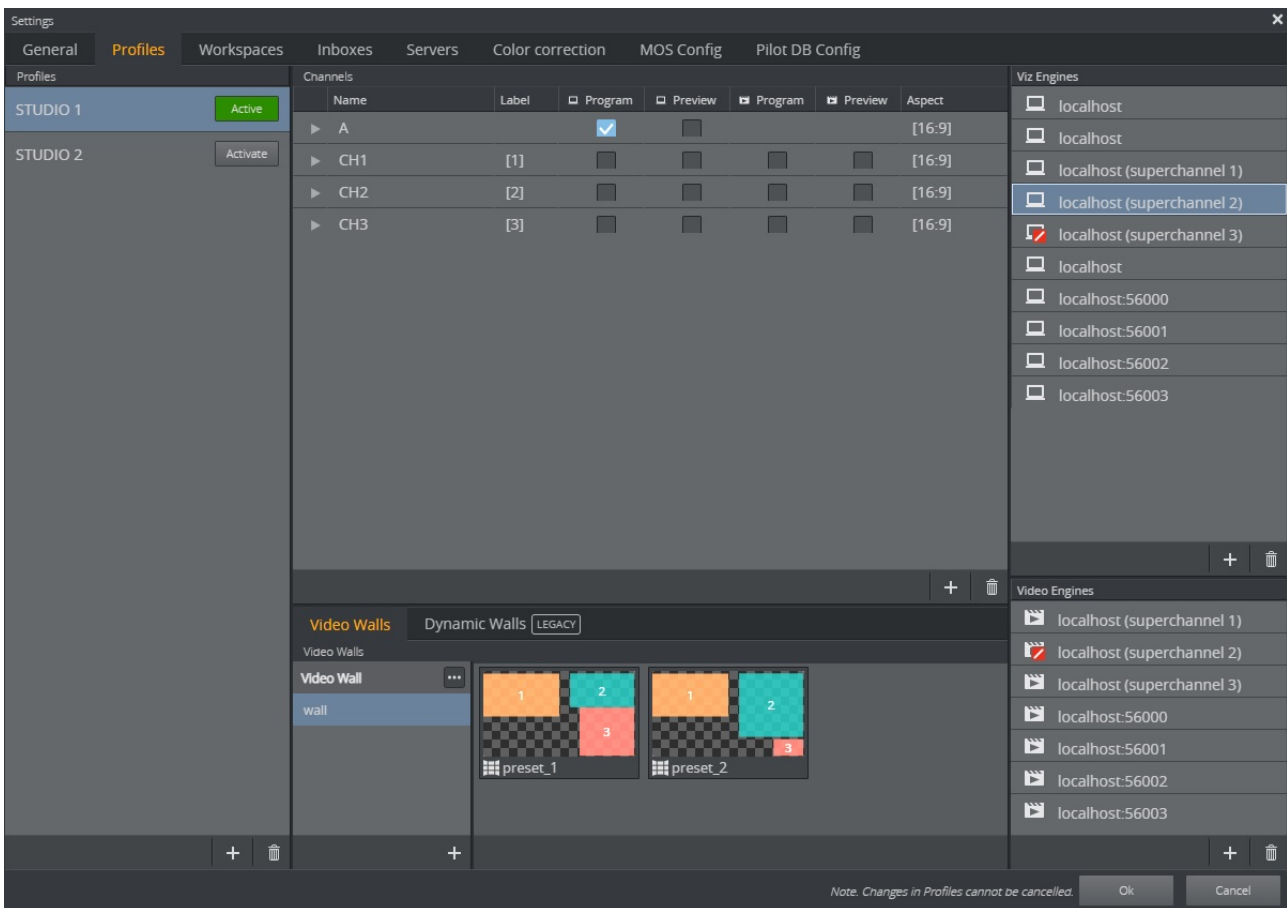 Settings
General Profiles Workspaces Inboxes Servers Color correction MOS Config Pilot DB Config
Profiles
STUDIO 1 Active
STUDIO 2 Activate
Channels
Name Label Program Preview Program Preview Aspect
A [16:9]
CH1 [1] [16:9]
CH2 [2] [16:9]
CH3 [3] [16:9]
Video Walls Dynamic Walls LEGACY
Video Walls
Video Wall
wall
1 2 3
preset_1
1 2 3
preset_2
Viz Engines
localhost
localhost
localhost (superchannel 1)
localhost (superchannel 2)
localhost (superchannel 3)
localhost
localhost:56000
localhost:56001
localhost:56002
localhost:56003
Video Engines
localhost (superchannel 1)
localhost (superchannel 2)
localhost (superchannel 3)
localhost:56000
localhost:56001
localhost:56002
localhost:56003
Note. Changes in Profiles cannot be cancelled. Ok Cancel